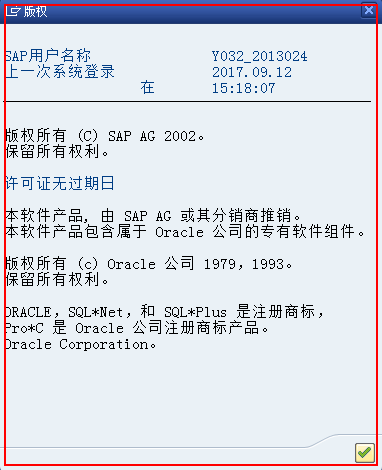 版权
SAP用户名称 Y032_2013024
上一次系统登录 2017.09.12
在 15:18:07
版权所有 (C) SAP AG 2002。
保留所有权利。
许可证无过期日
本软件产品, 由 SAP AG 或其分销商推销。
本软件产品包含属于 Oracle 公司的专有软件组件。
版权所有 (c) Oracle 公司 1979，1993。
保留所有权利。
ORACLE，SQL*Net，和 SQL*Plus 是注册商标，
Pro*C 是 Oracle 公司注册商标产品。
Oracle Corporation。